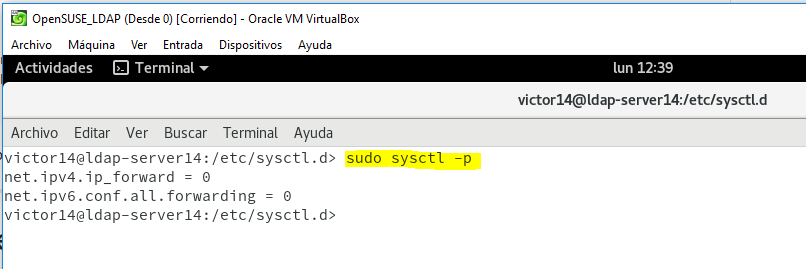 OpenSUSE_LDAP (Desde 0) [Corriendo] - Oracle VM VirtualBox
Archivo Máquina Ver Entrada Dispositivos Ayuda
Actividades Terminal lun 12:39
victor14@ldap-server14:/etc/sysctl.d
Archivo Editar Ver Buscar Terminal Ayuda
victor14@ldap-server14:/etc/sysctl.d> sudo sysctl -p
net.ipv4.ip_forward = 0
net.ipv6.conf.all.forwarding = 0
victor14@ldap-server14:/etc/sysctl.d>